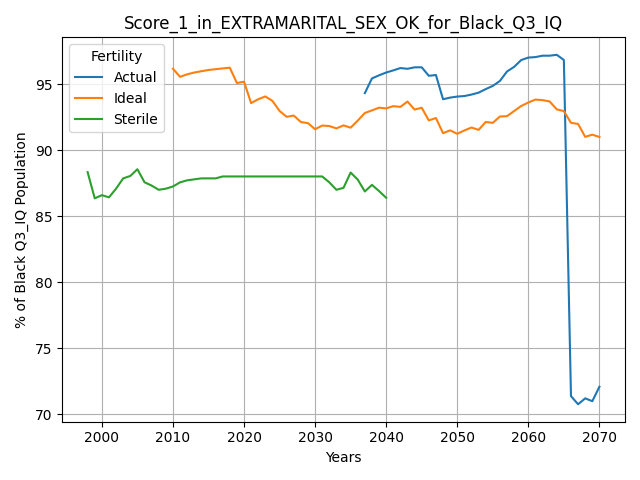 Score_1_in_EXTRAMARITAL_SEX_OK_for_Black_Q3_IQ
Fertility
Actual
Ideal
Sterile
% of Black Q3_IQ Population
95
90
85
80
75
70
2000 2010 2020 2030 2040 2050 2060 2070
Years